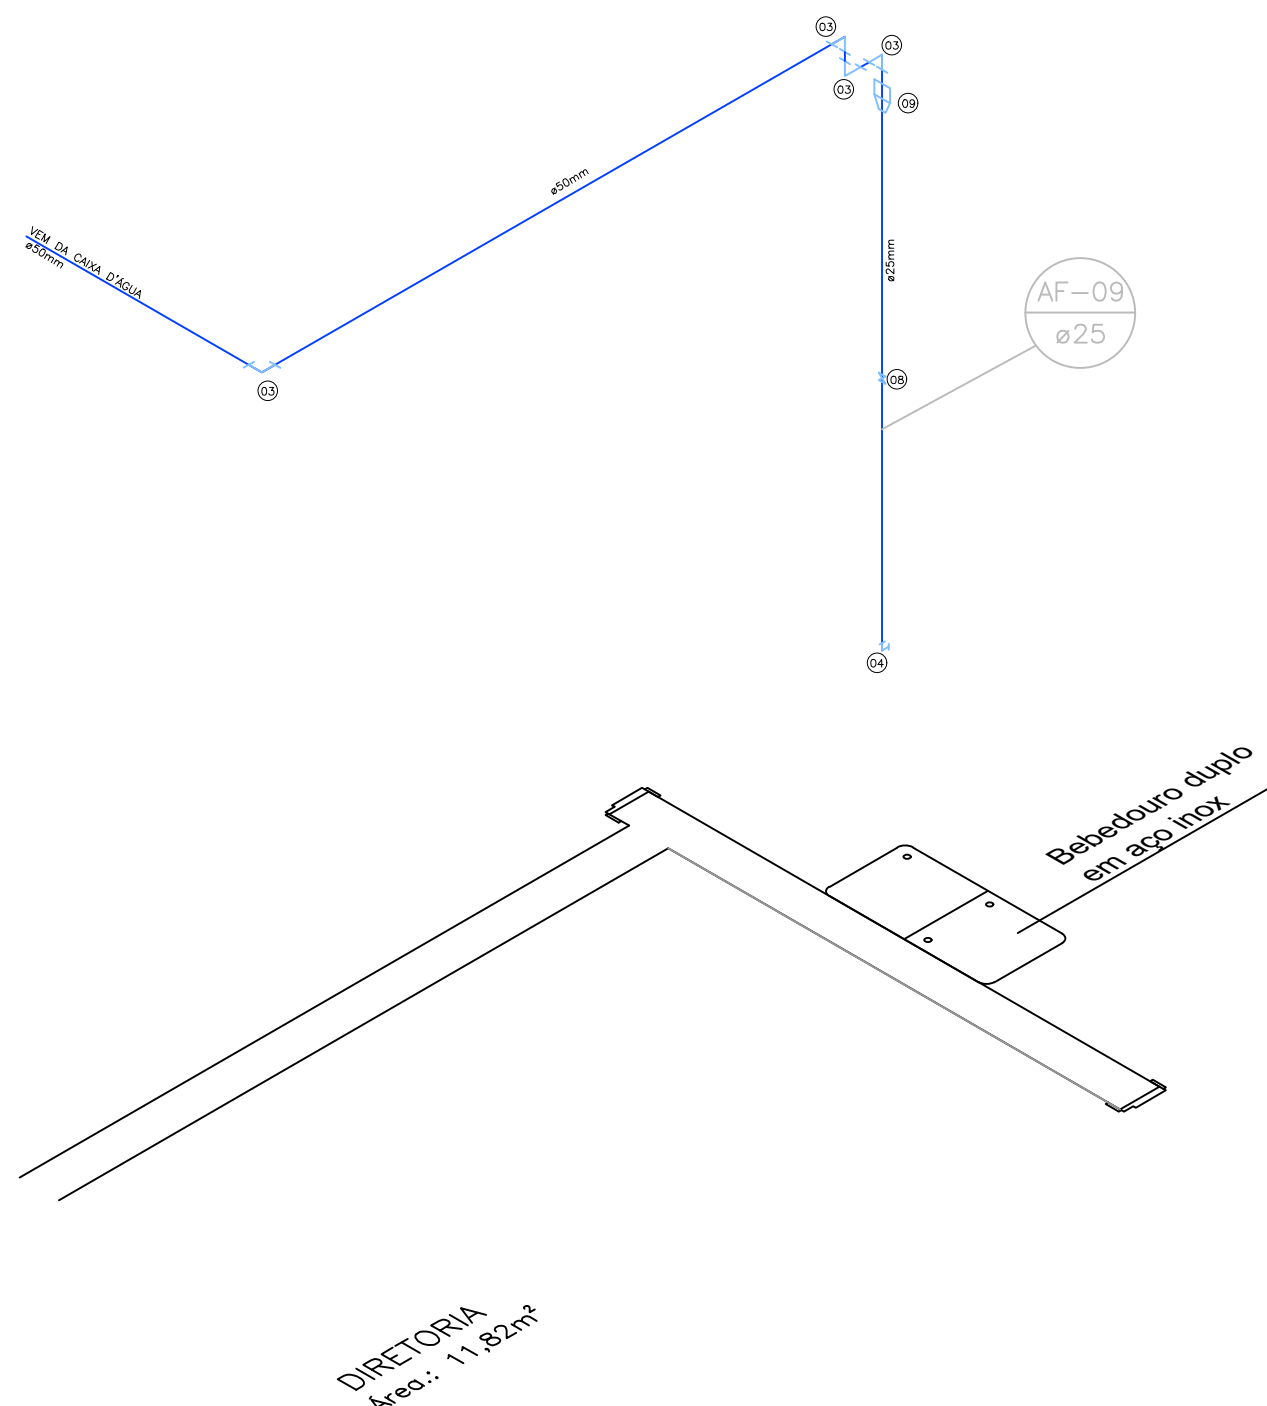 03
03
03
09
ø50mm
VEM DA CAIXA D'ÁGUA
ø50mm
ø25mm
AF-09
ø25
08
03
04
Bebedouro duplo
em aço inox
DIRETORIA
Área.: 11,82m²